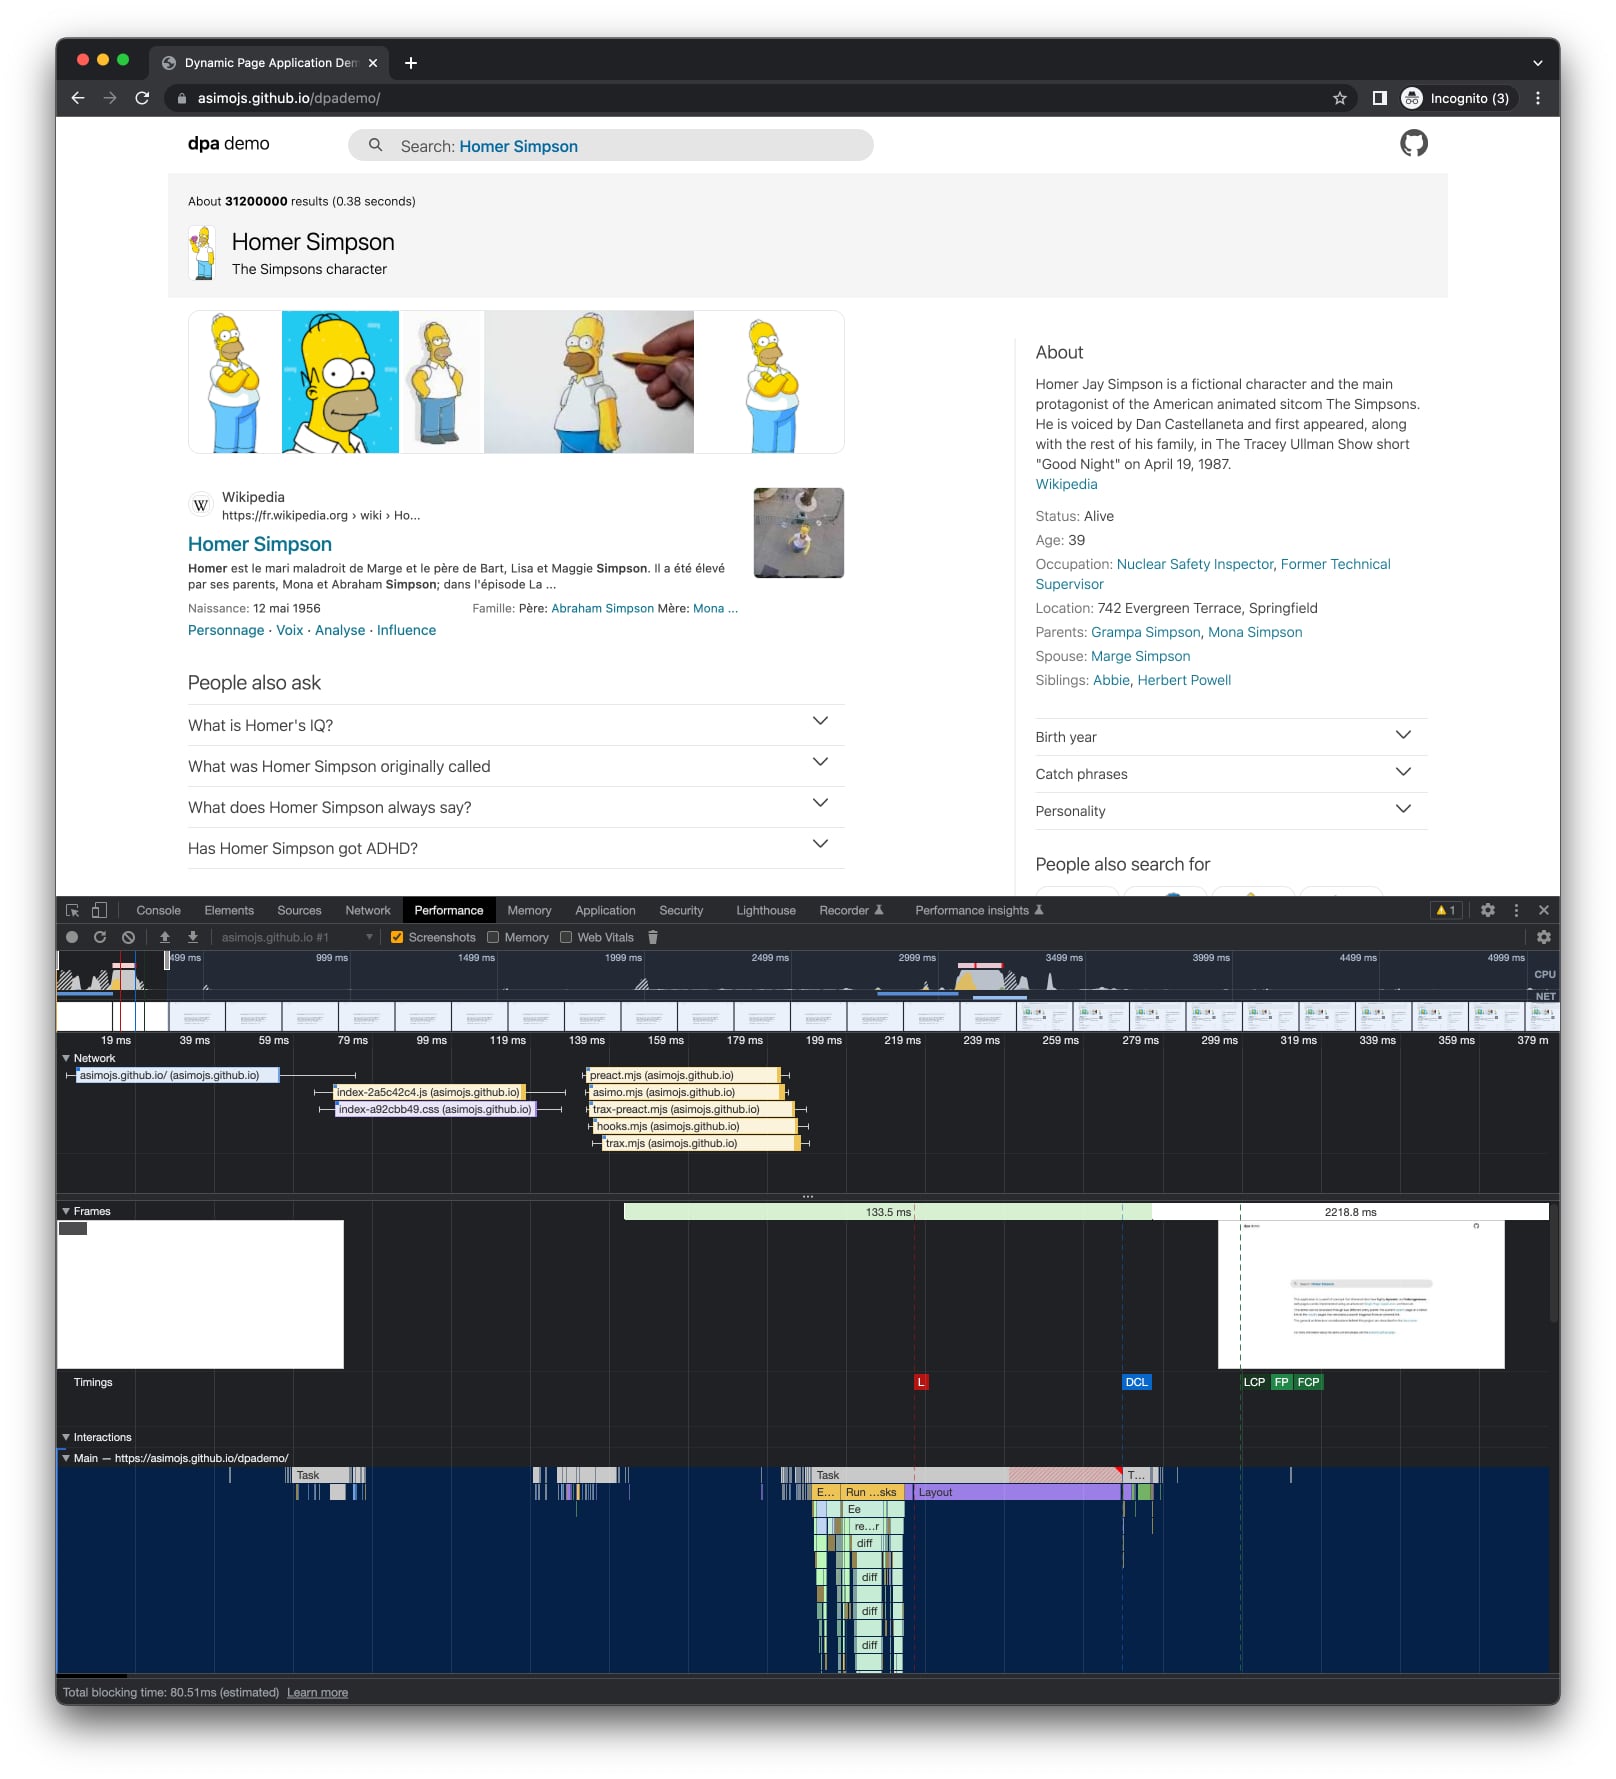 Dynamic Page Application Dem
asimojs.github.io/dpademo/
Incognito (3)
dpa demo
Search: Homer Simpson
About 31200000 results (0.38 seconds)
Homer Simpson
The Simpsons character
W
Wikipedia
https://fr.wikipedia.org › wiki › Ho...
Homer Simpson
Homer est le mari maladroit de Marge et le père de Bart, Lisa et Maggie Simpson. Il a été élevé
par ses parents, Mona et Abraham Simpson; dans l'épisode La ...
Naissance: 12 mai 1956
Famille: Père: Abraham Simpson Mère: Mona ...
Personnage · Voix · Analyse · Influence
People also ask
What is Homer's IQ?
What was Homer Simpson originally called
What does Homer Simpson always say?
Has Homer Simpson got ADHD?
About
Homer Jay Simpson is a fictional character and the main
protagonist of the American animated sitcom The Simpsons.
He is voiced by Dan Castellaneta and first appeared, along
with the rest of his family, in The Tracey Ullman Show short
"Good Night" on April 19, 1987.
Wikipedia
Status: Alive
Age: 39
Occupation: Nuclear Safety Inspector, Former Technical
Supervisor
Location: 742 Evergreen Terrace, Springfield
Parents: Grampa Simpson, Mona Simpson
Spouse: Marge Simpson
Siblings: Abbie, Herbert Powell
Birth year
Catch phrases
Personality
People also search for
Console Elements Sources Network Performance Memory Application Security Lighthouse Recorder Performance insights 1
asimojs.github.io #1 Screenshots Memory Web Vitals
499 ms 999 ms 1499 ms 1999 ms 2499 ms 2999 ms 3499 ms 3999 ms 4499 ms 4999 ms
CPU
NET
19 ms 39 ms 59 ms 79 ms 99 ms 119 ms 139 ms 159 ms 179 ms 199 ms 219 ms 239 ms 259 ms 279 ms 299 ms 319 ms 339 ms 359 ms 379 m
Network
asimojs.github.io/ (asimojs.github.io) preact.mjs (asimojs.github.io)
index-2a5c42c4.js (asimojs.github.io) asimo.mjs (asimojs.github.io)
index-a92cbb49.css (asimojs.github.io) trax-preact.mjs (asimojs.github.io)
hooks.mjs (asimojs.github.io)
trax.mjs (asimojs.github.io)
Frames 133.5 ms 2218.8 ms
Timings L DCL LCP FP FCP
Interactions
Main — https://asimojs.github.io/dpademo/
Task Task T...
E... Run ...sks Layout
Ee
re...r
diff
diff
diff
diff
Total blocking time: 80.51ms (estimated) Learn more